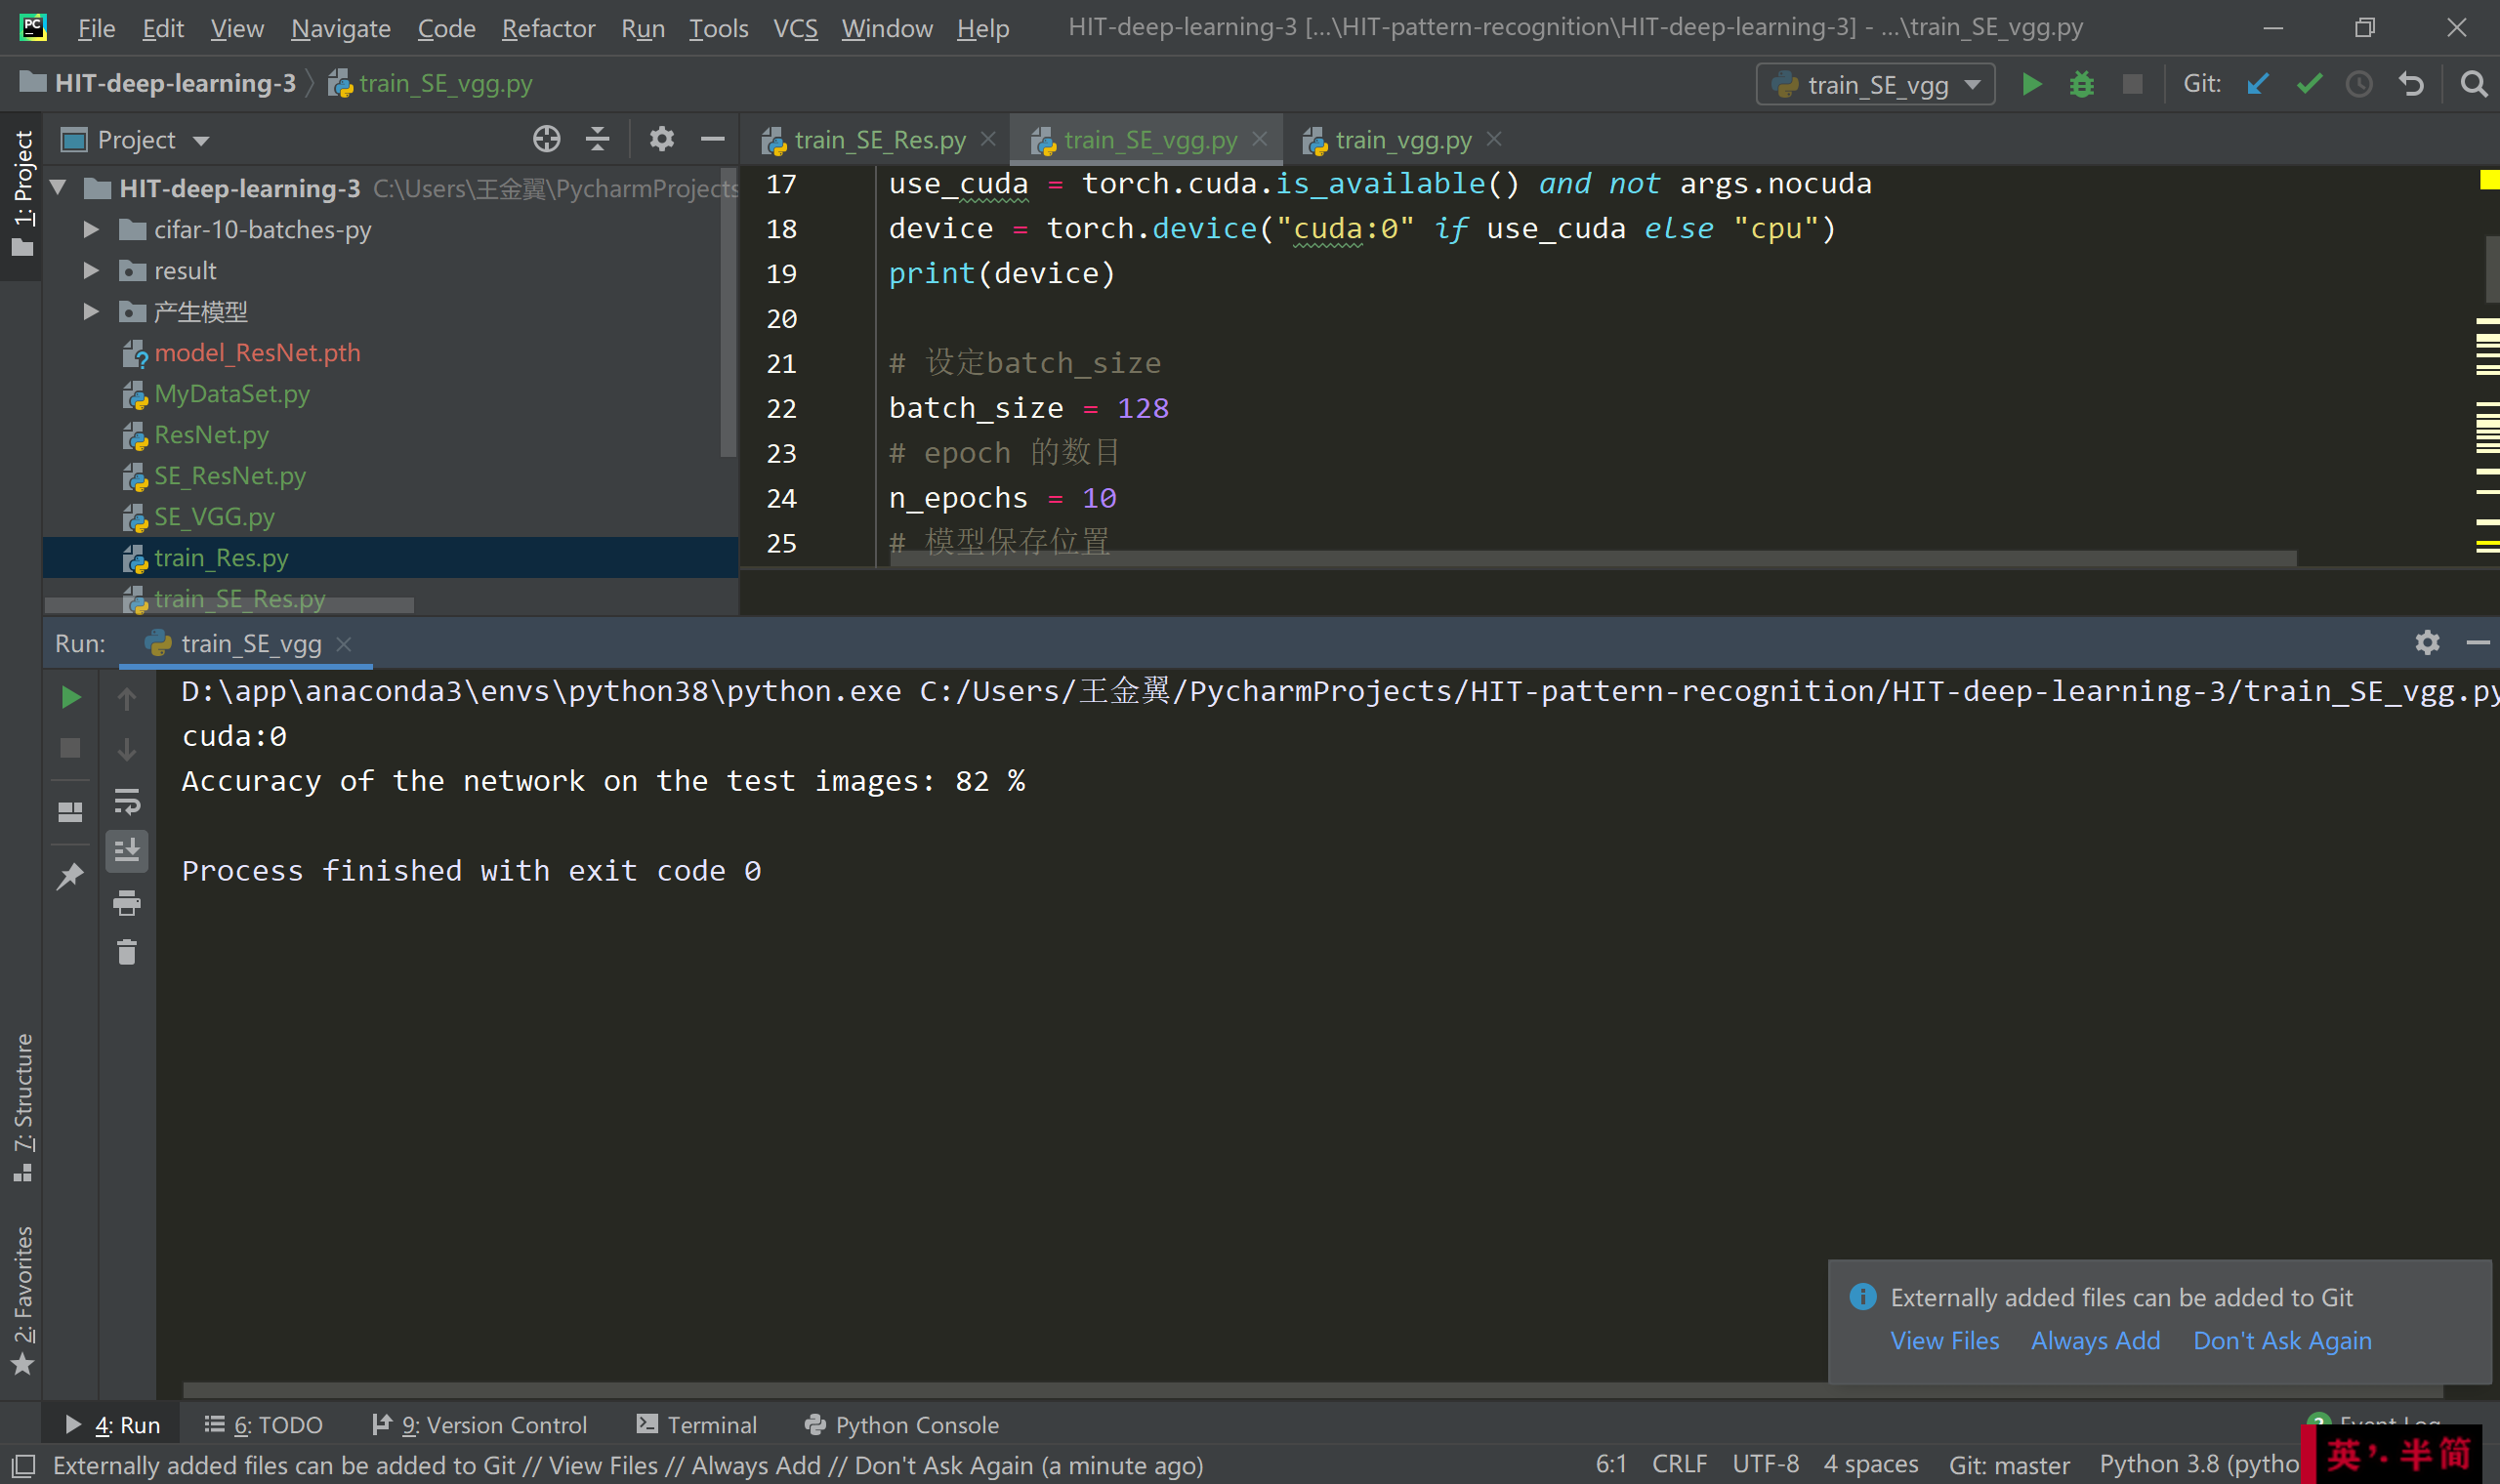 PC File Edit View Navigate Code Refactor Run Tools VCS Window Help HIT-deep-learning-3 [...\HIT-pattern-recognition\HIT-deep-learning-3] - ...\train_SE_vgg.py
HIT-deep-learning-3 train_SE_vgg.py train_SE_vgg Git:
1: Project
Project
HIT-deep-learning-3 C:\Users\王金翼\PycharmProjects
cifar-10-batches-py
result
产生模型
model_ResNet.pth
MyDataSet.py
ResNet.py
SE_ResNet.py
SE_VGG.py
train_Res.py
train_SE_Res.py
train_SE_Res.py train_SE_vgg.py train_vgg.py
17 use_cuda = torch.cuda.is_available() and not args.nocuda
18 device = torch.device("cuda:0" if use_cuda else "cpu")
19 print(device)
20
21 # 设定batch_size
22 batch_size = 128
23 # epoch 的数目
24 n_epochs = 10
25 # 模型保存位置
Run: train_SE_vgg
D:\app\anaconda3\envs\python38\python.exe C:/Users/王金翼/PycharmProjects/HIT-pattern-recognition/HIT-deep-learning-3/train_SE_vgg.py
cuda:0
Accuracy of the network on the test images: 82 %
Process finished with exit code 0
7: Structure
2: Favorites
Externally added files can be added to Git
View Files Always Add Don't Ask Again
4: Run 6: TODO 9: Version Control Terminal Python Console Event Log
Externally added files can be added to Git // View Files // Always Add // Don't Ask Again (a minute ago) 6:1 CRLF UTF-8 4 spaces Git: master Python 3.8 (pytho
英 半 简